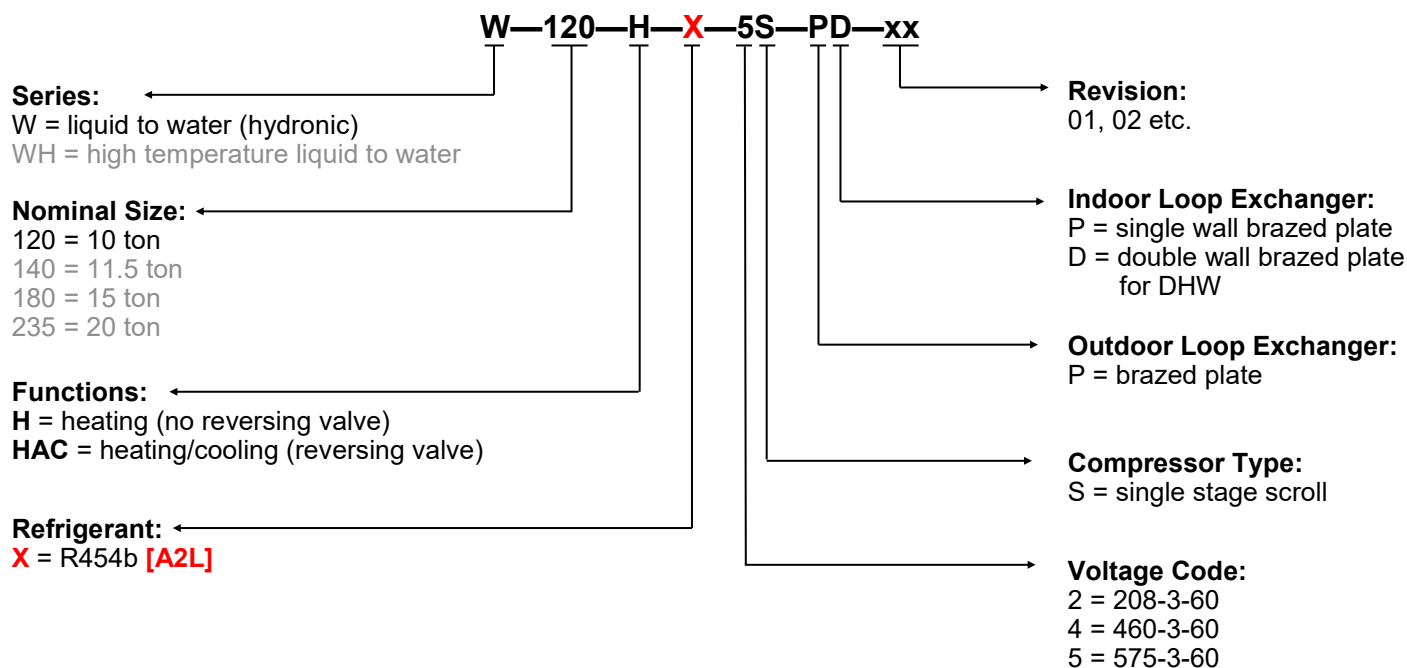 W—120—H—X—5S—PD—xx
Series:
W = liquid to water (hydronic)
WH = high temperature liquid to water
Nominal Size:
120 = 10 ton
140 = 11.5 ton
180 = 15 ton
235 = 20 ton
Functions:
H = heating (no reversing valve)
HAC = heating/cooling (reversing valve)
Refrigerant:
X = R454b [A2L]
Revision:
01, 02 etc.
Indoor Loop Exchanger:
P = single wall brazed plate
D = double wall brazed plate
for DHW
Outdoor Loop Exchanger:
P = brazed plate
Compressor Type:
S = single stage scroll
Voltage Code:
2 = 208-3-60
4 = 460-3-60
5 = 575-3-60